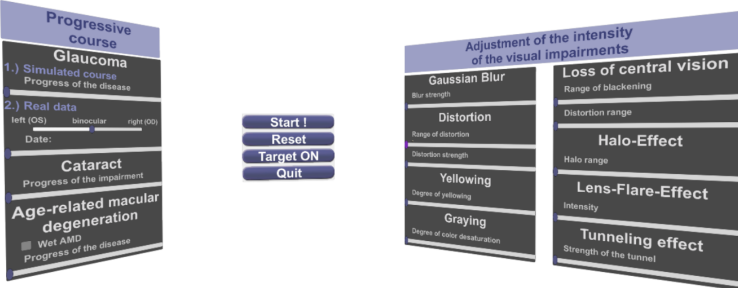 Progressive
course
Glaucoma
1.) Simulated course
Progress of the disease
2.) Real data
left (OS) binocular right (OD)
Date:
Cataract
Progress of the impairment
Age-related macular
degeneration
Wet AMD
Progress of the disease
Start !
Reset
Target ON
Quit
Adjustment of the intensity
of the visual impairments
Gaussian Blur
Blur strength
Distortion
Range of distortion
Distortion strength
Yellowing
Degree of yellowing
Graying
Degree of color desaturation
Loss of central vision
Range of blackening
Distortion range
Halo-Effect
Halo range
Lens-Flare-Effect
Intensity
Tunneling effect
Strength of the tunnel